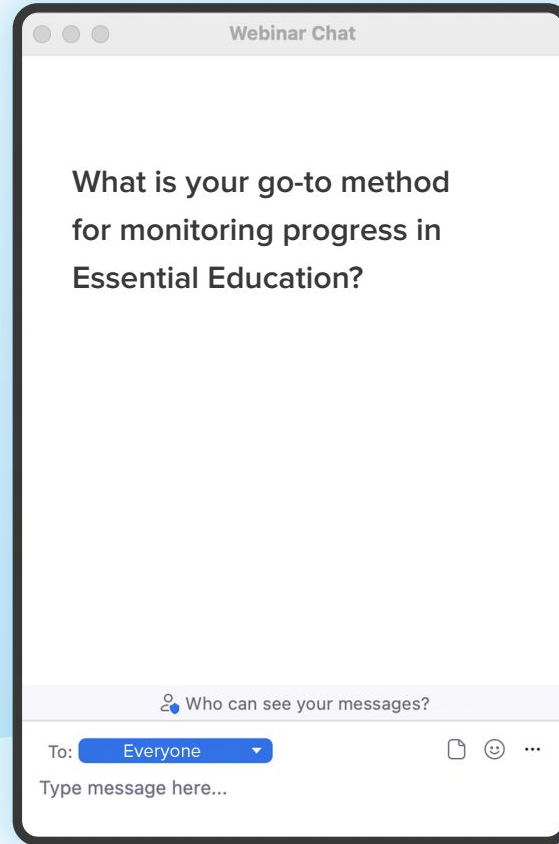 Webinar Chat
What is your go-to method
for monitoring progress in
Essential Education?
Who can see your messages?
To: Everyone
Type message here...